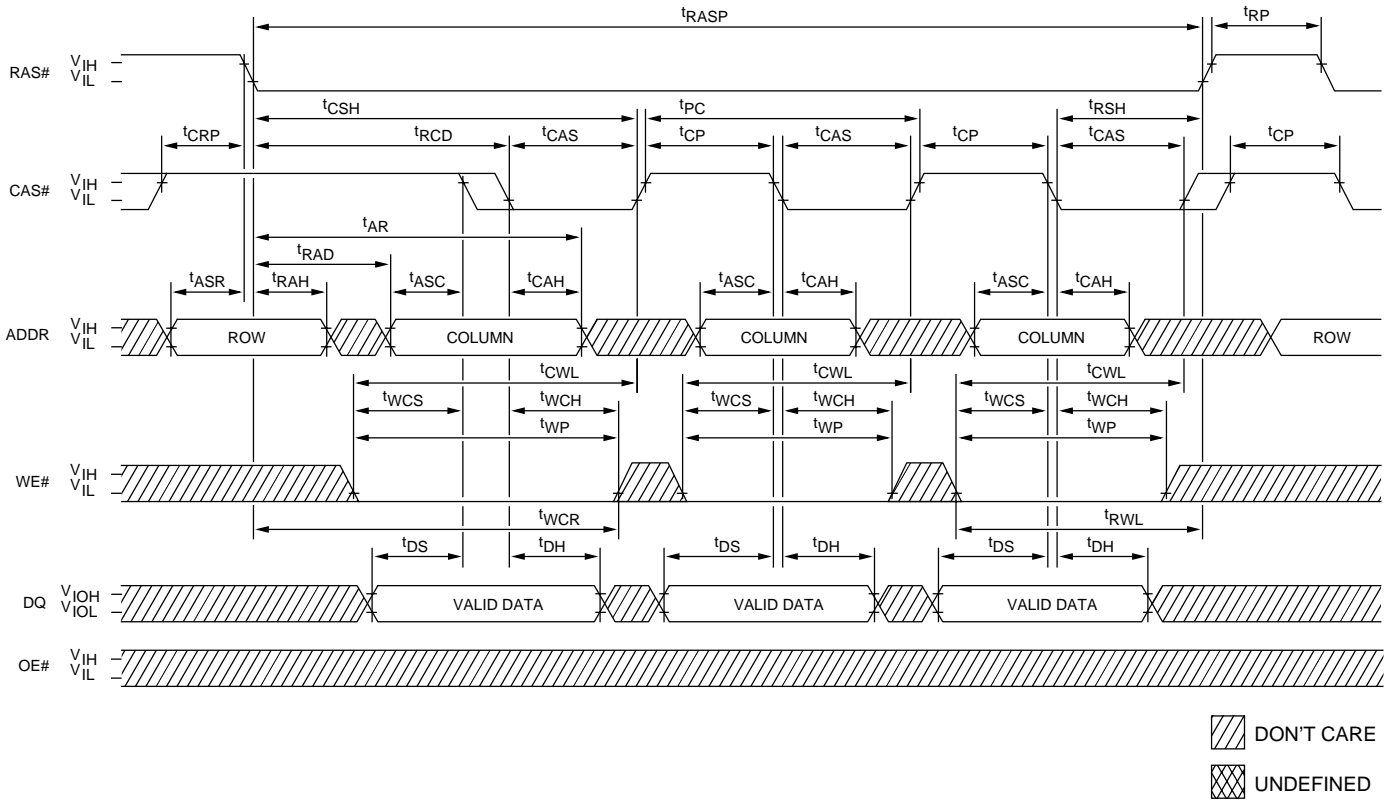 tRASP tRP
RAS# VIH
VIL
tCSH tPC tRSH
tCRP tRCD tCAS tCP tCAS tCP tCAS tCP
CAS# VIH
VIL
tAR
tRAD
tASR tRAH tASC tCAH tASC tCAH tASC tCAH
ADDR VIH
VIL
ROW COLUMN COLUMN COLUMN ROW
tCWL tCWL tCWL
tWCS tWCH tWCS tWCH tWCS tWCH
tWP tWP tWP
WE# VIH
VIL
tWCR tRWL
tDS tDH tDS tDH tDS tDH
DQ VIOH
VIOL
VALID DATA VALID DATA VALID DATA
OE# VIH
VIL
DON'T CARE
UNDEFINED